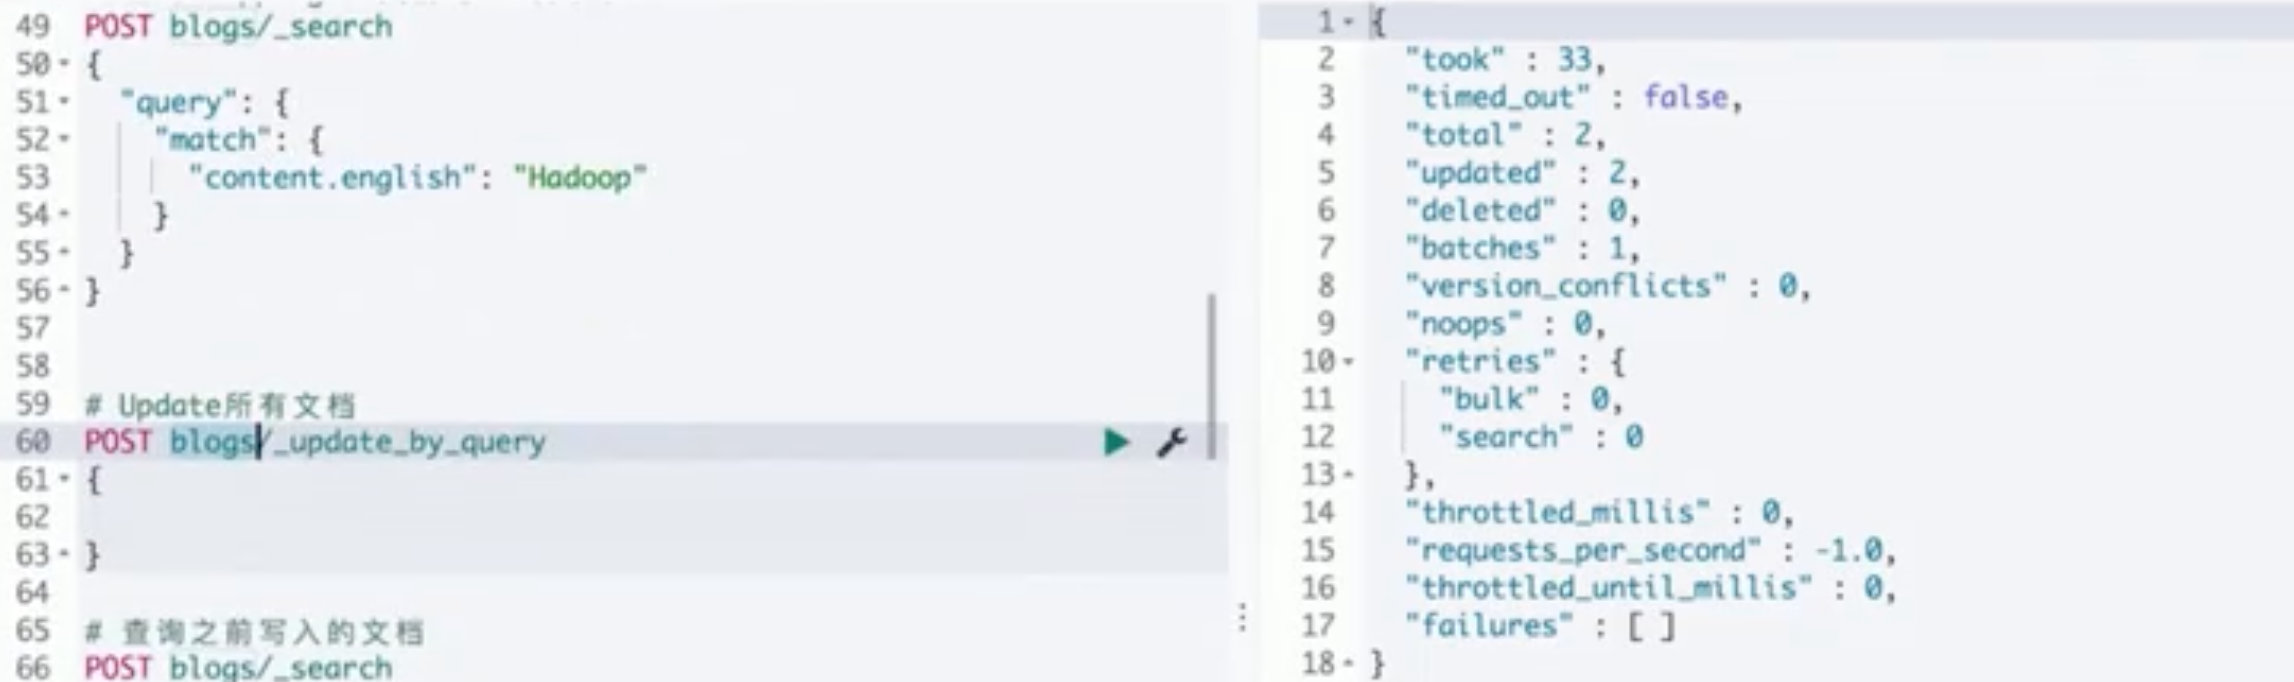 49 POST blogs/_search
50 {
51 "query": {
52 "match": {
53 "content.english": "Hadoop"
54 }
55 }
56 }
57
58
59 # Update所有文档
60 POST blogs/_update_by_query
61 {
62
63 }
64
65 # 查询之前写入的文档
66 POST blogs/_search
1 {
2 "took" : 33,
3 "timed_out" : false,
4 "total" : 2,
5 "updated" : 2,
6 "deleted" : 0,
7 "batches" : 1,
8 "version_conflicts" : 0,
9 "noops" : 0,
10 "retries" : {
11 "bulk" : 0,
12 "search" : 0
13 },
14 "throttled_millis" : 0,
15 "requests_per_second" : -1.0,
16 "throttled_until_millis" : 0,
17 "failures" : [ ]
18 }